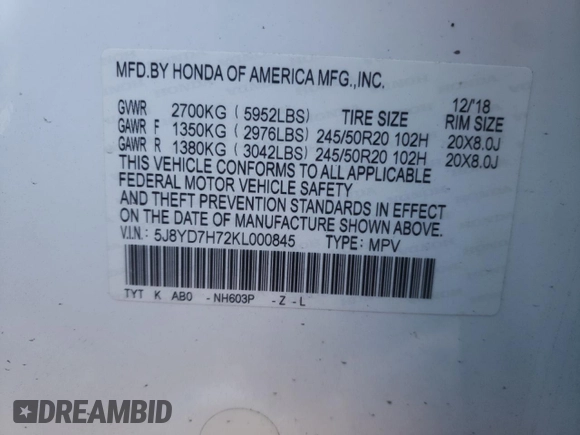 MFD.BY HONDA OF AMERICA MFG.,INC.
12/'18
GVWR 2700KG ( 5952LBS) TIRE SIZE RIM SIZE
GAWR F 1350KG ( 2976LBS) 245/50R20 102H 20X8.0J
GAWR R 1380KG ( 3042LBS) 245/50R20 102H 20X8.0J
THIS VEHICLE CONFORMS TO ALL APPLICABLE
FEDERAL MOTOR VEHICLE SAFETY
AND THEFT PREVENTION STANDARDS IN EFFECT
ON THE DATE OF MANUFACTURE SHOWN ABOVE.
V.I.N.: 5J8YD7H72KL000845 TYPE: MPV
TYT K AB0 -NH603P -Z-L
DREAMBID